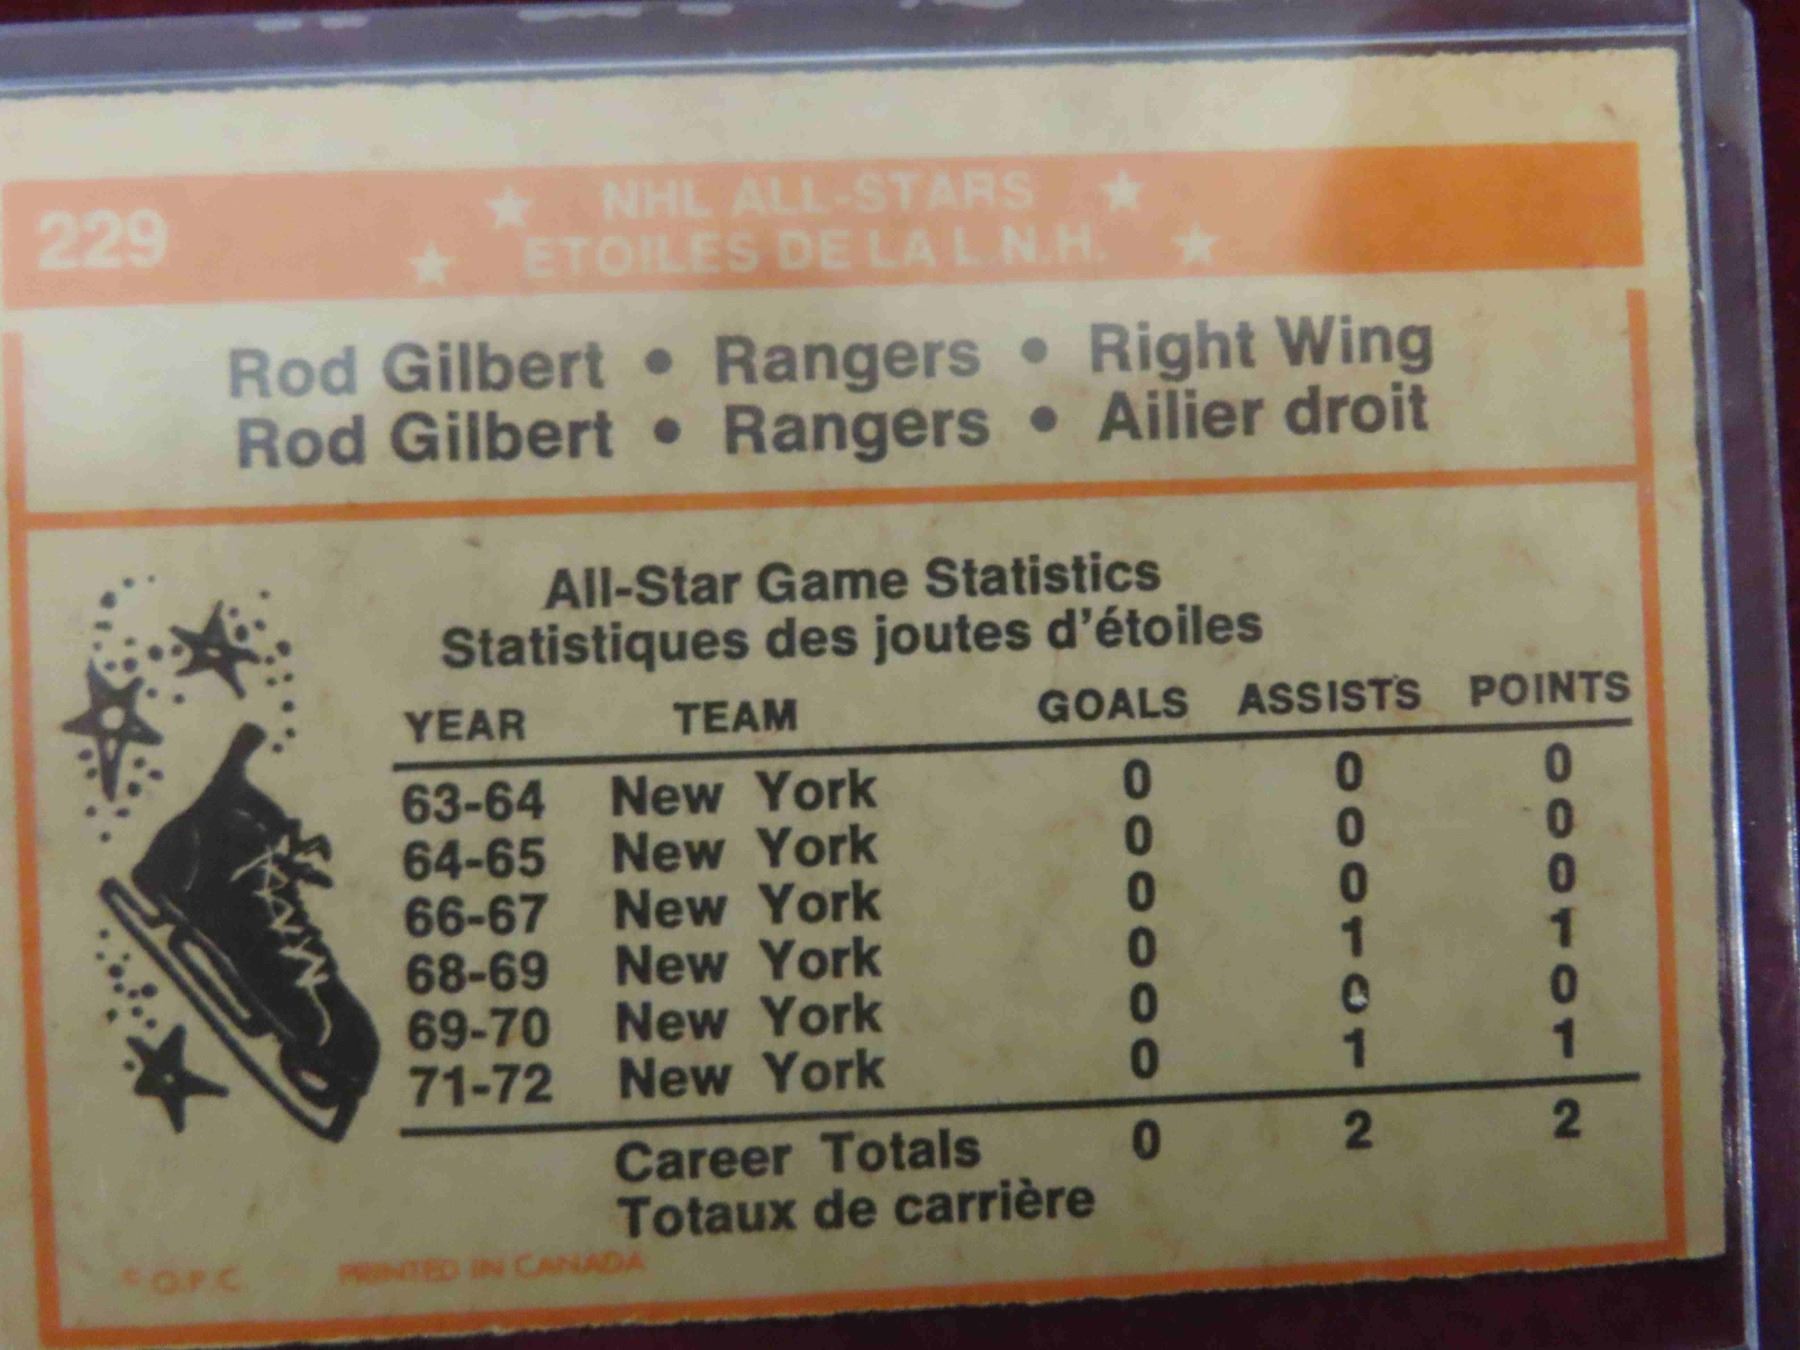 229
NHL ALL-STARS
ETOILES DE LA L.N.H.
Rod Gilbert • Rangers • Right Wing
Rod Gilbert • Rangers • Ailier droit
All-Star Game Statistics
Statistiques des joutes d'étoiles
YEAR TEAM GOALS ASSISTS POINTS
63-64 New York 0 0 0
64-65 New York 0 0 0
66-67 New York 0 0 0
68-69 New York 0 1 1
69-70 New York 0 0 0
71-72 New York 0 1 1
Career Totals 0 2 2
Totaux de carrière
© O.P.C. PRINTED IN CANADA